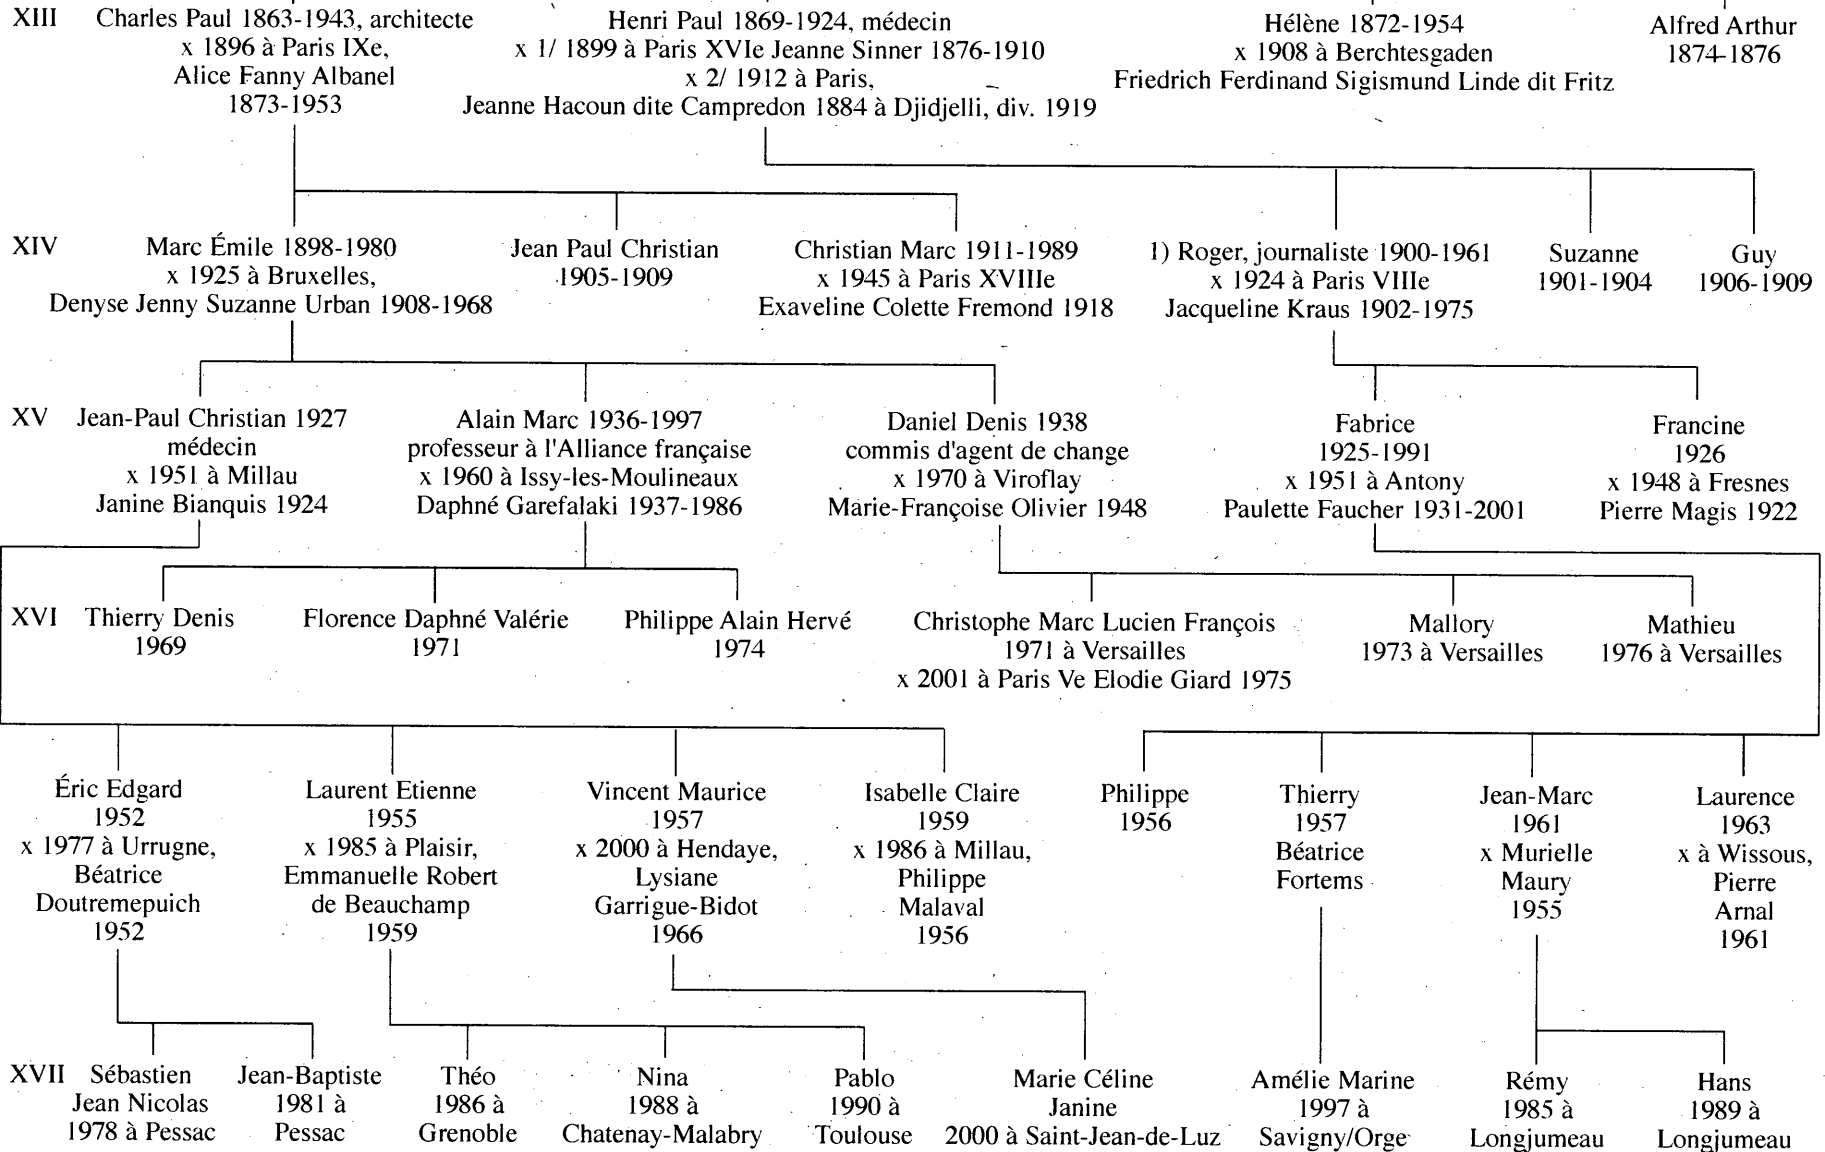 XIII
Charles Paul 1863-1943, architecte
x 1896 à Paris IXe,
Alice Fanny Albanel
1873-1953
Henri Paul 1869-1924, médecin
x 1/ 1899 à Paris XVIe Jeanne Sinner 1876-1910
x 2/ 1912 à Paris,
Jeanne Hacoun dite Campredon 1884 à Djidjelli, div. 1919
Hélène 1872-1954
x 1908 à Berchtesgaden
Friedrich Ferdinand Sigismund Linde dit Fritz
Alfred Arthur
1874-1876
XIV
Marc Émile 1898-1980
x 1925 à Bruxelles,
Denyse Jenny Suzanne Urban 1908-1968
Jean Paul Christian
1905-1909
Christian Marc 1911-1989
x 1945 à Paris XVIIIe
Exaveline Colette Fremond 1918
1) Roger, journaliste 1900-1961
x 1924 à Paris VIIIe
Jacqueline Kraus 1902-1975
Suzanne
1901-1904
Guy
1906-1909
XV
Jean-Paul Christian 1927
médecin
x 1951 à Millau
Janine Bianquis 1924
Alain Marc 1936-1997
professeur à l'Alliance française
x 1960 à Issy-les-Moulineaux
Daphné Garefalaki 1937-1986
Daniel Denis 1938
commis d'agent de change
x 1970 à Viroflay
Marie-Françoise Olivier 1948
Fabrice
1925-1991
x 1951 à Antony
Paulette Faucher 1931-2001
Francine
1926
x 1948 à Fresnes
Pierre Magis 1922
XVI
Thierry Denis
1969
Florence Daphné Valérie
1971
Philippe Alain Hervé
1974
Christophe Marc Lucien François
1971 à Versailles
x 2001 à Paris Ve Elodie Giard 1975
Mallory
1973 à Versailles
Mathieu
1976 à Versailles
Éric Edgard
1952
x 1977 à Urrugne,
Béatrice
Doutremepuich
1952
Laurent Etienne
1955
x 1985 à Plaisir,
Emmanuelle Robert
de Beauchamp
1959
Vincent Maurice
1957
x 2000 à Hendaye,
Lysiane
Garrigue-Bidot
1966
Isabelle Claire
1959
x 1986 à Millau,
Philippe
Malaval
1956
Philippe
1956
Thierry
1957
Béatrice
Fortems
Jean-Marc
1961
x Murielle
Maury
1955
Laurence
1963
x à Wissous,
Pierre
Arnal
1961
XVII
Sébastien
Jean Nicolas
1978 à Pessac
Jean-Baptiste
1981 à
Pessac
Théo
1986 à
Grenoble
Nina
1988 à
Chatenay-Malabry
Pablo
1990 à
Toulouse
Marie Céline
Janine
2000 à Saint-Jean-de-Luz
Amélie Marine
1997 à
Savigny/Orge
Rémy
1985 à
Longjumeau
Hans
1989 à
Longjumeau